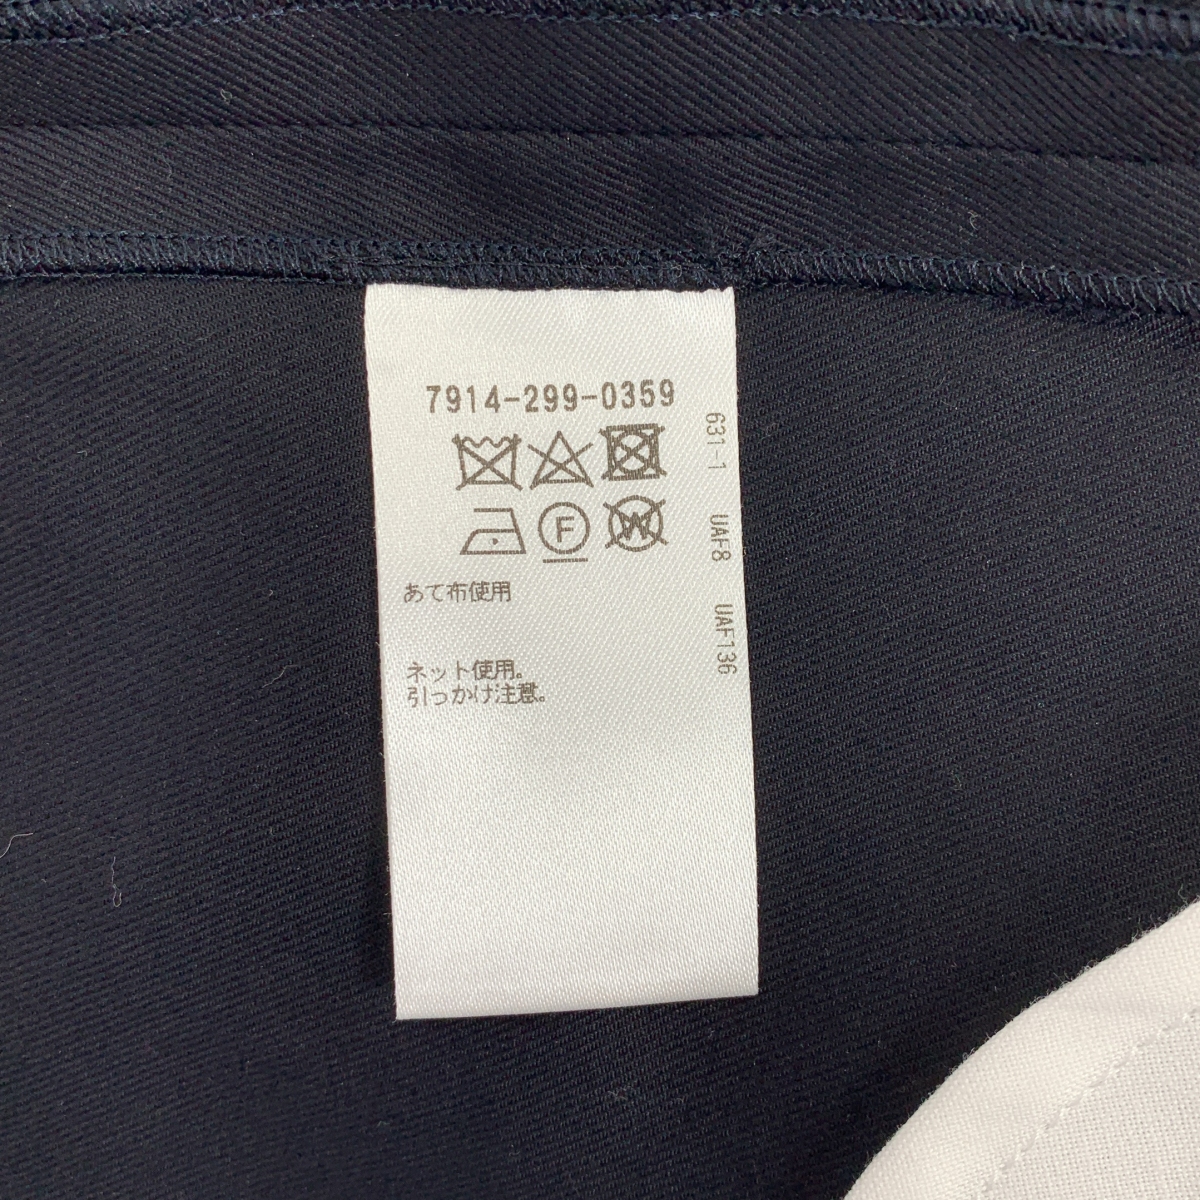 7914-299-0359
F
W
あて布使用
ネット使用。
引っかけ注意。
631-1 UAF8 UAF136